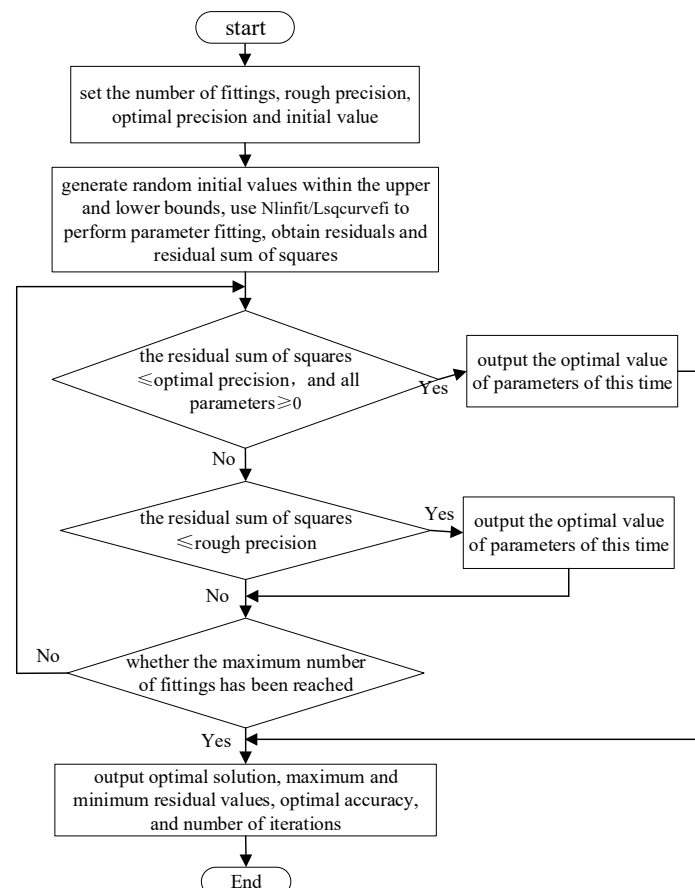 start
set the number of fittings, rough precision,
optimal precision and initial value
generate random initial values within the upper
and lower bounds, use Nlinfit/Lsqcurvefi to
perform parameter fitting, obtain residuals and
residual sum of squares
the residual sum of squares
≤optimal precision，and all
parameters≥0
Yes
output the optimal value
of parameters of this time
No
the residual sum of squares
≤rough precision
Yes
output the optimal value
of parameters of this time
No
whether the maximum number
of fittings has been reached
No
Yes
output optimal solution, maximum and
minimum residual values, optimal accuracy,
and number of iterations
End